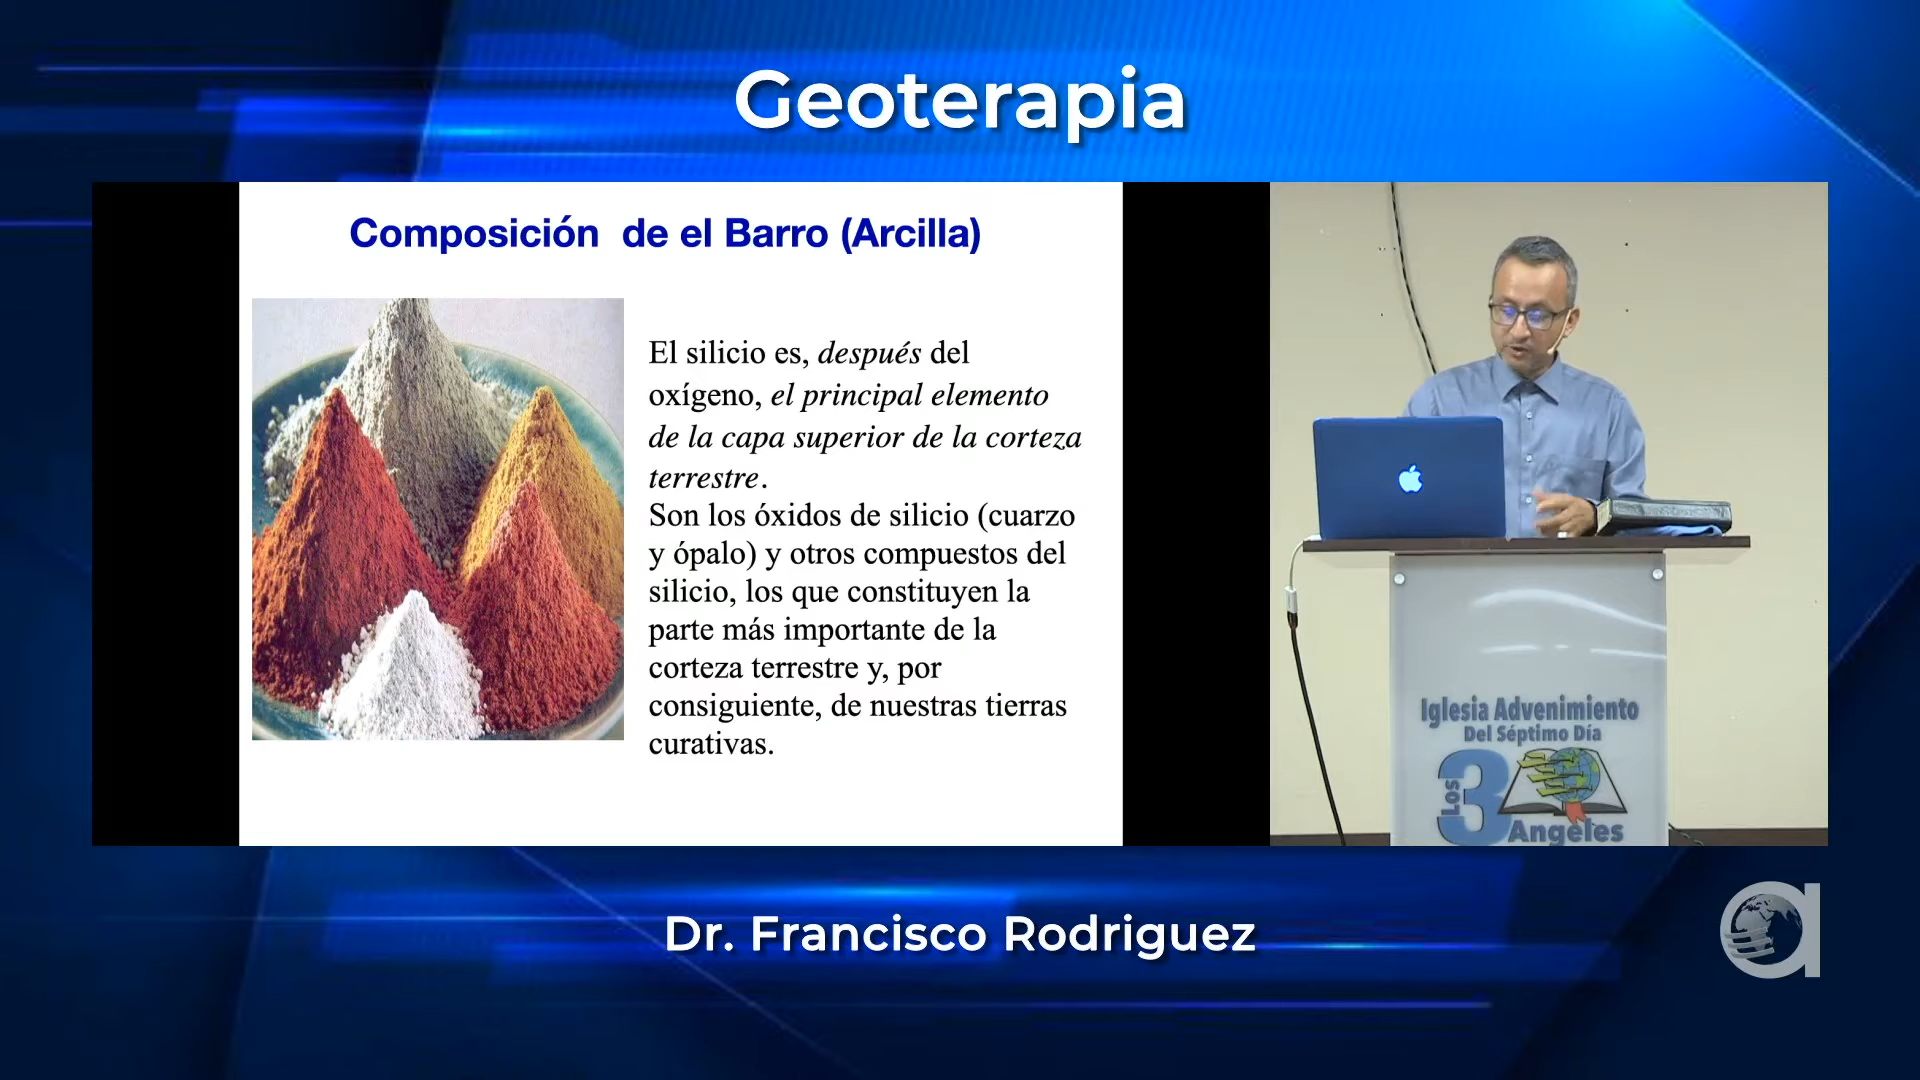 Geoterapia
Composición de el Barro (Arcilla)
El silicio es, después del
oxígeno, el principal elemento
de la capa superior de la corteza
terrestre.
Son los óxidos de silicio (cuarzo
y ópalo) y otros compuestos del
silicio, los que constituyen la
parte más importante de la
corteza terrestre y, por
consiguiente, de nuestras tierras
curativas.
Iglesia Advenimiento
Del Séptimo Día
Los 3
Angeles
Dr. Francisco Rodriguez